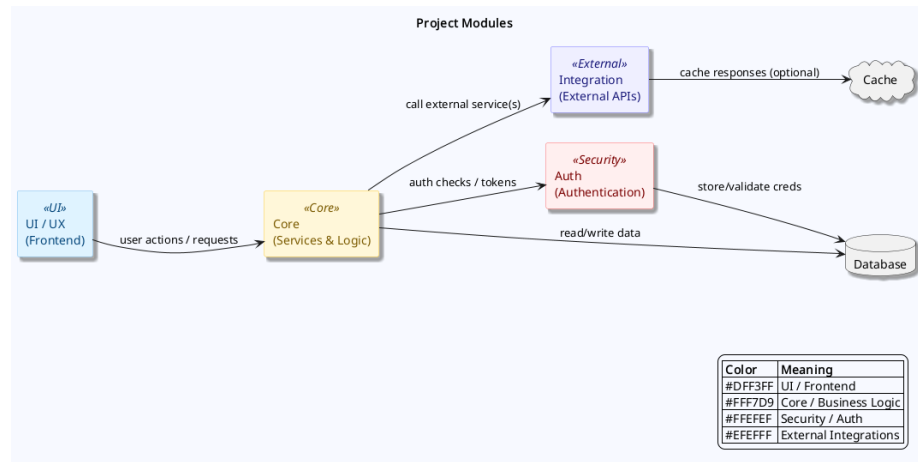 Project Modules
«External»
Integration
(External APIs)
cache responses (optional)
Cache
call external service(s)
«Security»
Auth
(Authentication)
auth checks / tokens
store/validate creds
«UI»
UI / UX
(Frontend)
user actions / requests
«Core»
Core
(Services & Logic)
read/write data
Database
Color Meaning
#DFF3FF UI / Frontend
#FFF7D9 Core / Business Logic
#FFEFEF Security / Auth
#EFEFFF External Integrations